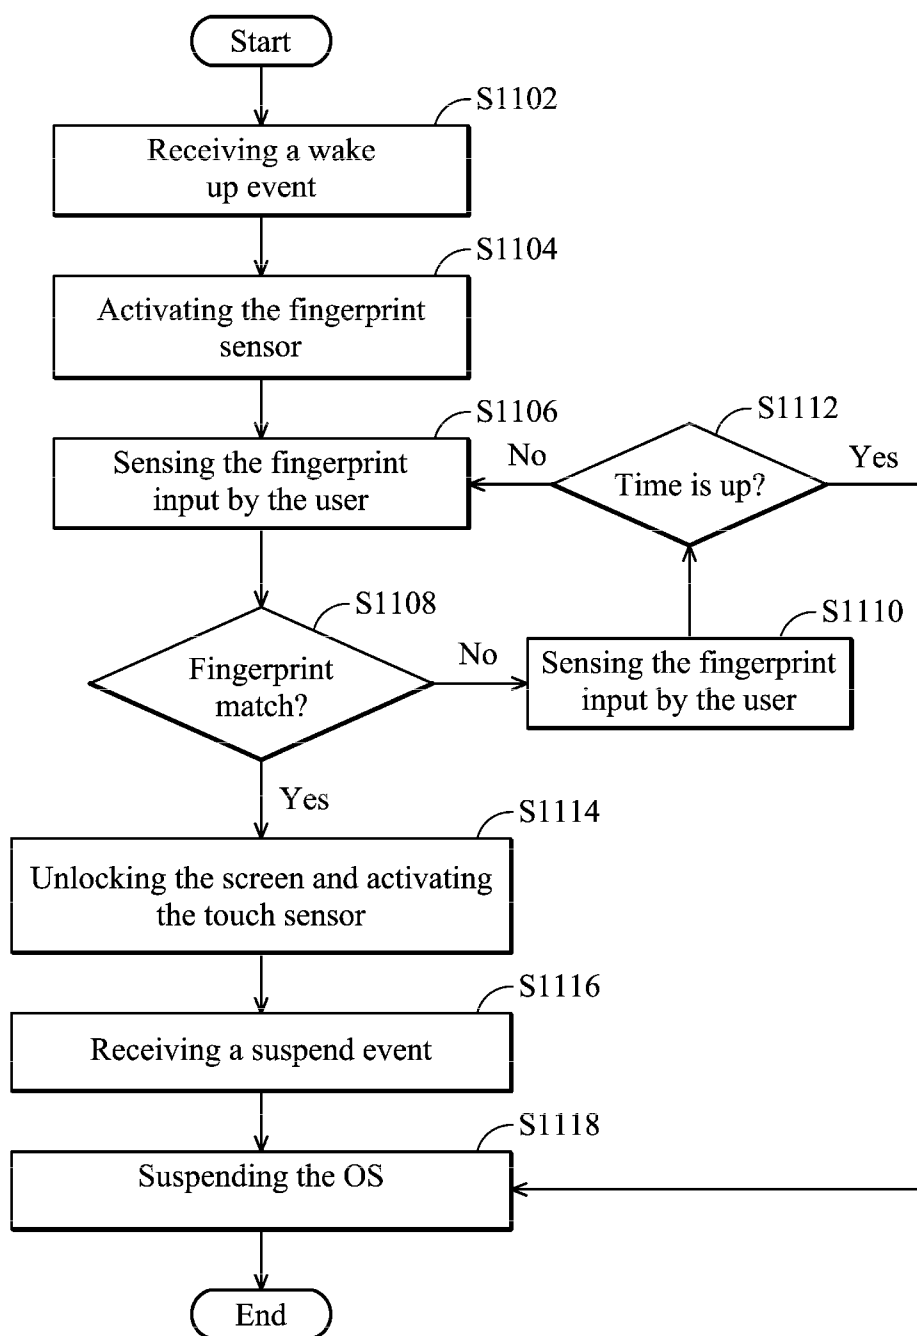 Start
S1102
Receiving a wake
up event
S1104
Activating the fingerprint
sensor
S1106
Sensing the fingerprint
input by the user
No
S1112
Time is up?
Yes
S1108
Fingerprint
match?
No
S1110
Sensing the fingerprint
input by the user
Yes
S1114
Unlocking the screen and activating
the touch sensor
S1116
Receiving a suspend event
S1118
Suspending the OS
End